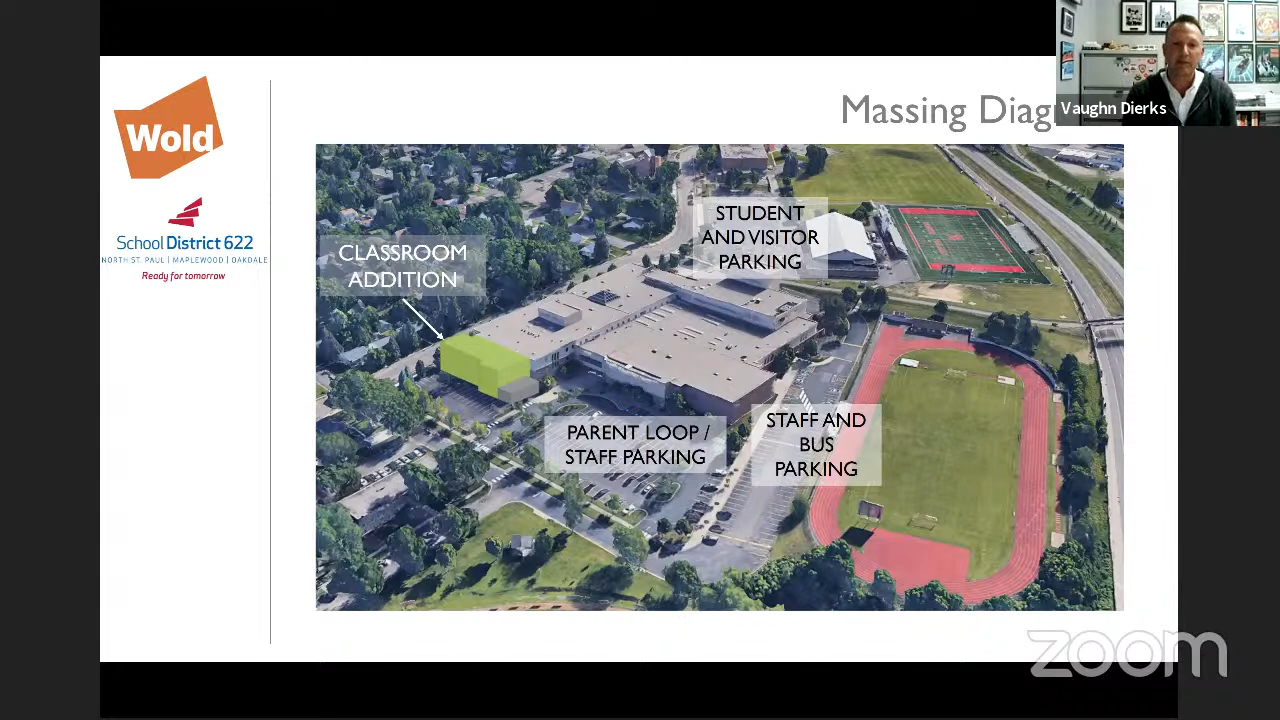 Wold
School District 622
NORTH ST. PAUL | MAPLEWOOD | OAKDALE
Ready for tomorrow
Massing Diag
Vaughn Dierks
CLASSROOM
ADDITION
STUDENT
AND VISITOR
PARKING
PARENT LOOP /
STAFF PARKING
STAFF AND
BUS
PARKING
zoom